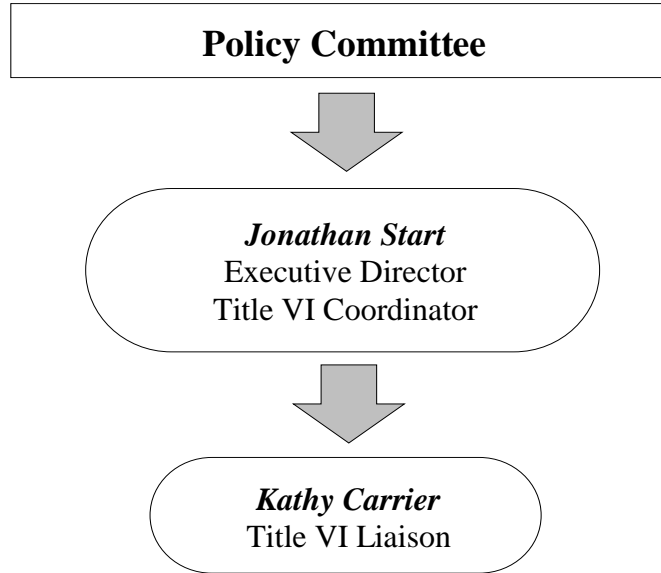 Policy Committee
Jonathan Start
Executive Director
Title VI Coordinator
Kathy Carrier
Title VI Liaison